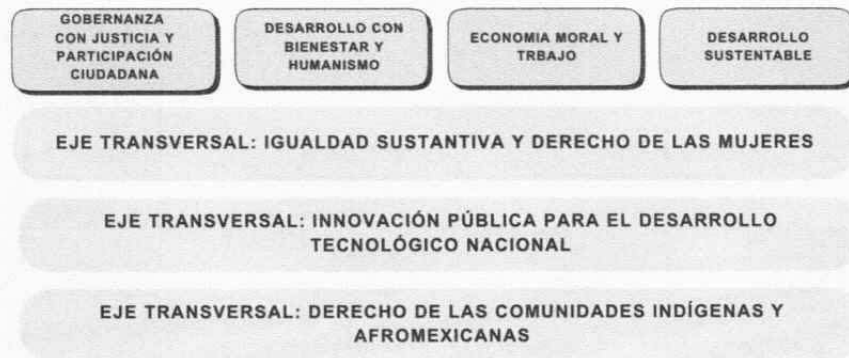 GOBERNANZA
CON JUSTICIA Y
PARTICIPACIÓN
CIUDADANA
DESARROLLO CON
BIENESTAR Y
HUMANISMO
ECONOMIA MORAL Y
TRBAJO
DESARROLLO
SUSTENTABLE
EJE TRANSVERSAL: IGUALDAD SUSTANTIVA Y DERECHO DE LAS MUJERES
EJE TRANSVERSAL: INNOVACIÓN PÚBLICA PARA EL DESARROLLO
TECNOLÓGICO NACIONAL
EJE TRANSVERSAL: DERECHO DE LAS COMUNIDADES INDÍGENAS Y
AFROMEXICANAS